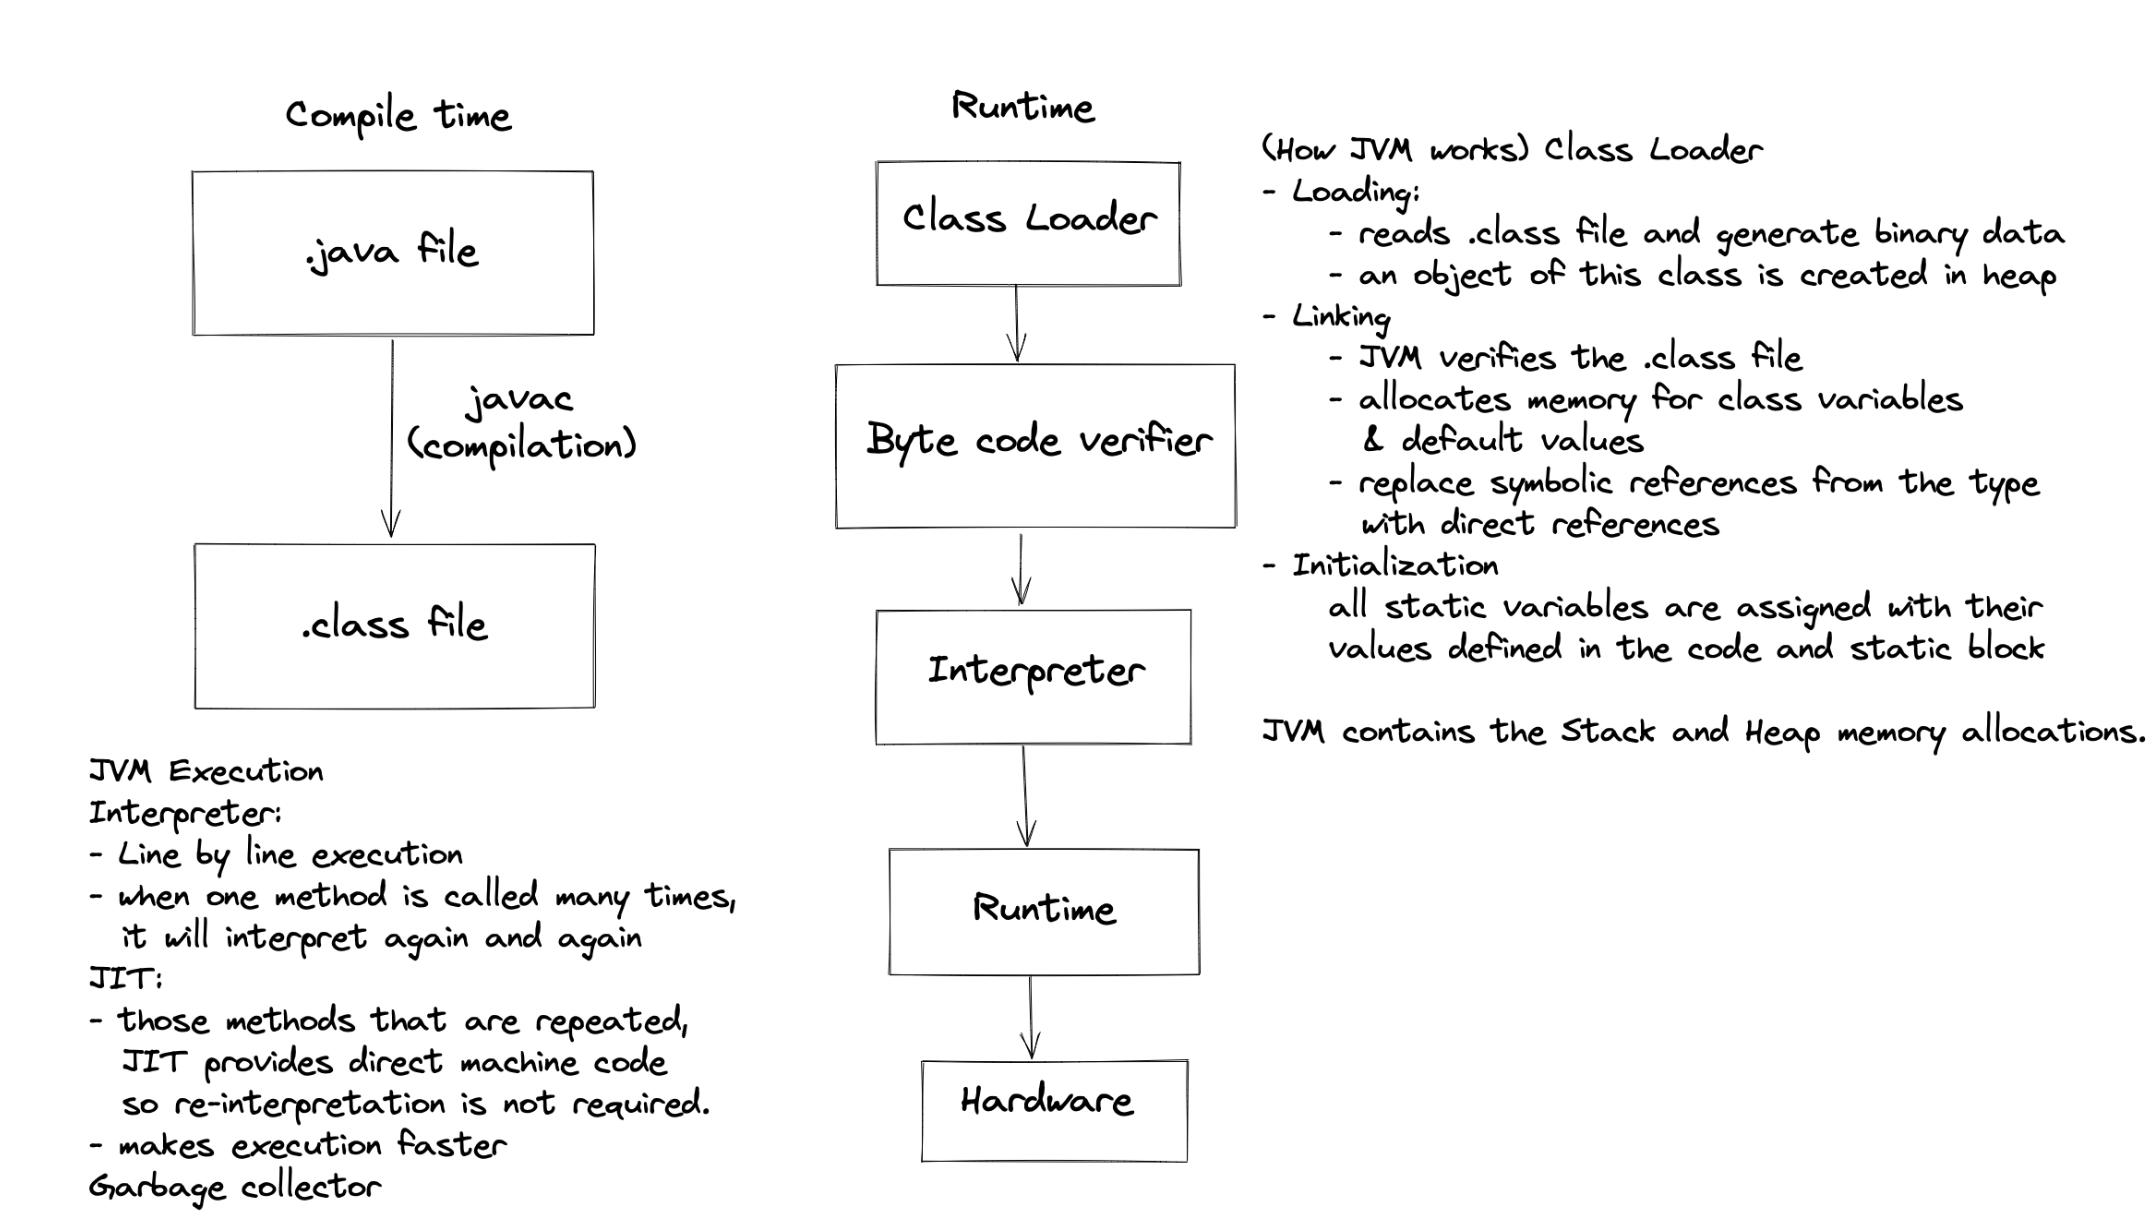 Compile time
.java file
javac
(compilation)
.class file
JVM Execution
Interpreter:
- Line by line execution
- when one method is called many times,
it will interpret again and again
JIT:
- those methods that are repeated,
JIT provides direct machine code
so re-interpretation is not required.
- makes execution faster
Garbage collector
Runtime
Class Loader
Byte code verifier
Interpreter
Runtime
Hardware
(How JVM works) Class Loader
- Loading:
- reads .class file and generate binary data
- an object of this class is created in heap
- Linking
- JVM verifies the .class file
- allocates memory for class variables
& default values
- replace symbolic references from the type
with direct references
- Initialization
all static variables are assigned with their
values defined in the code and static block
JVM contains the Stack and Heap memory allocations.